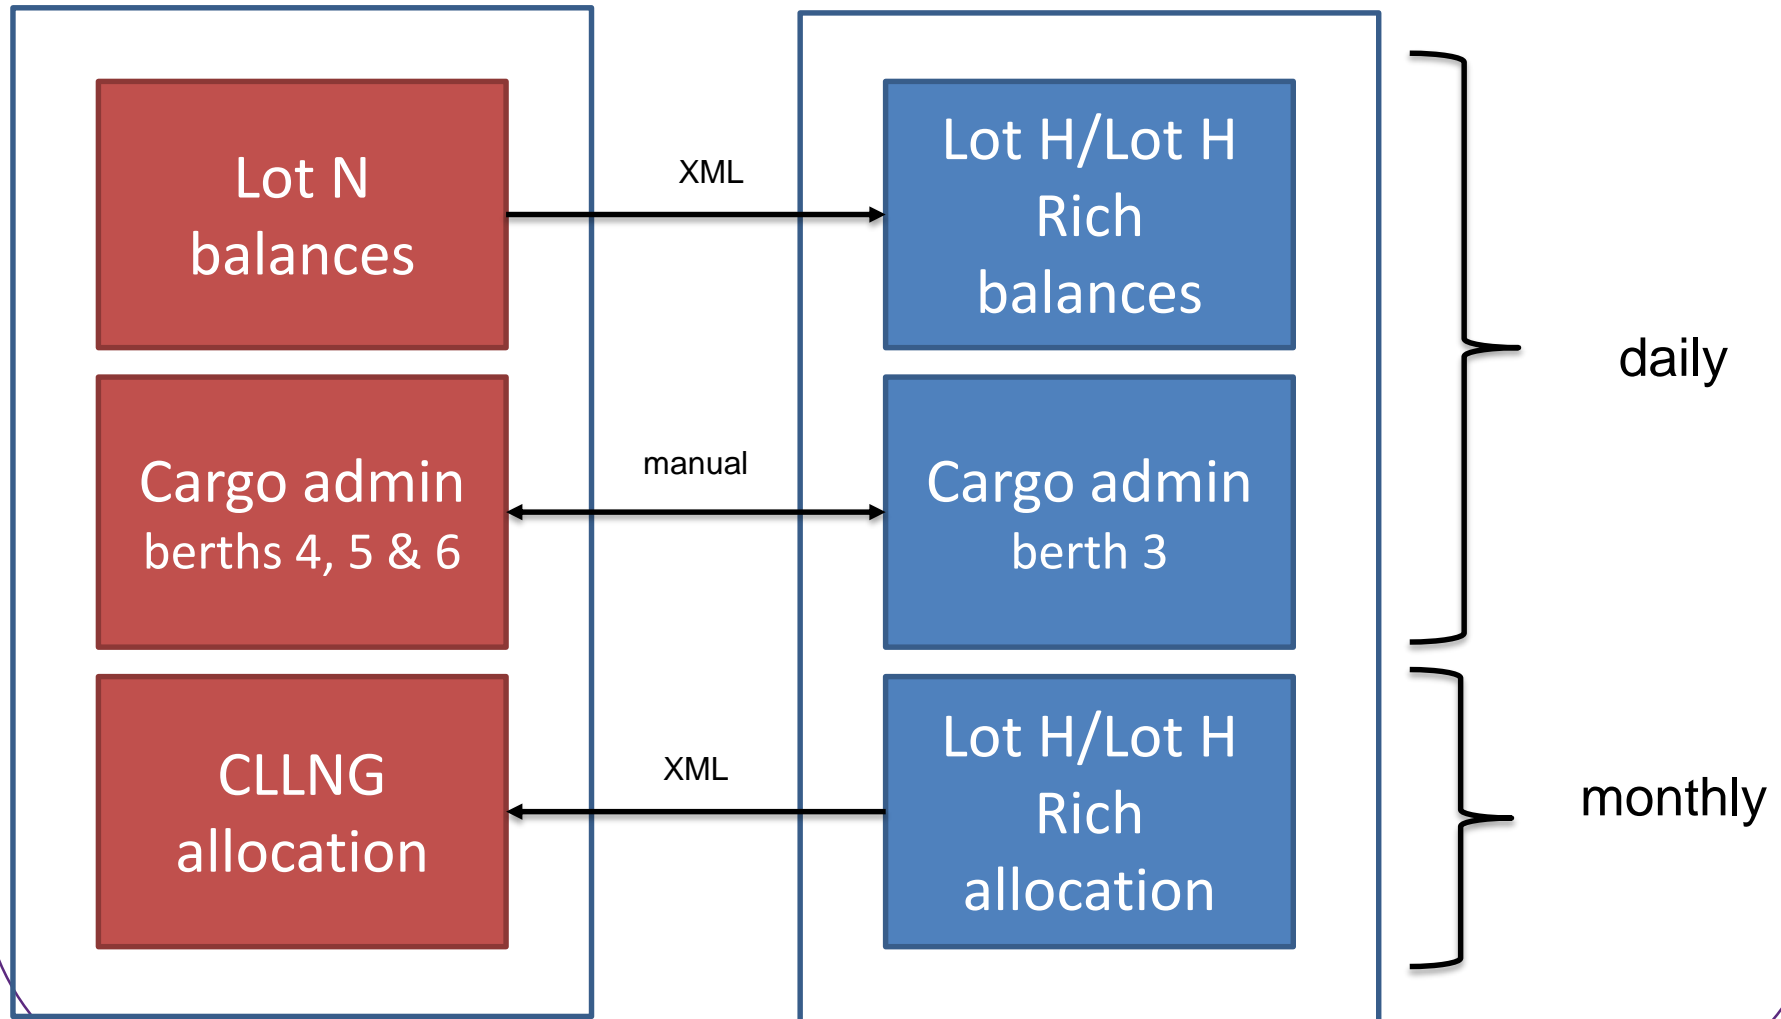 Lot N
balances
XML
Lot H/Lot H
Rich
balances
daily
Cargo admin
berths 4, 5 & 6
manual
Cargo admin
berth 3
CLLNG
allocation
XML
Lot H/Lot H
Rich
allocation
monthly